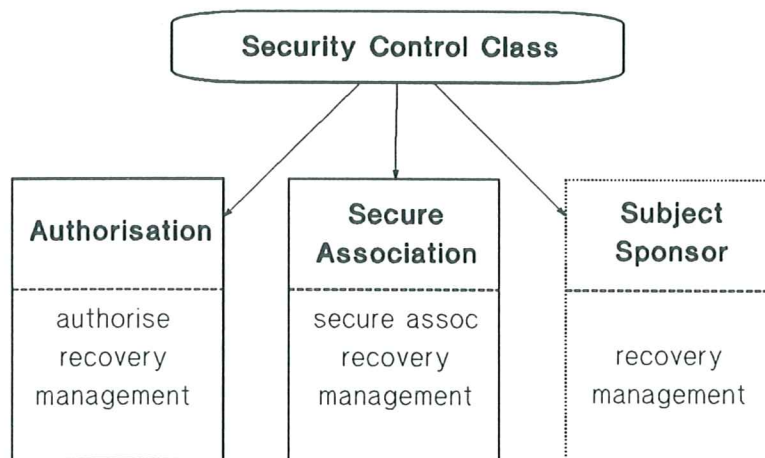 Security Control Class
Authorisation
authorise
recovery
management
Secure
Association
secure assoc
recovery
management
Subject
Sponsor
recovery
management